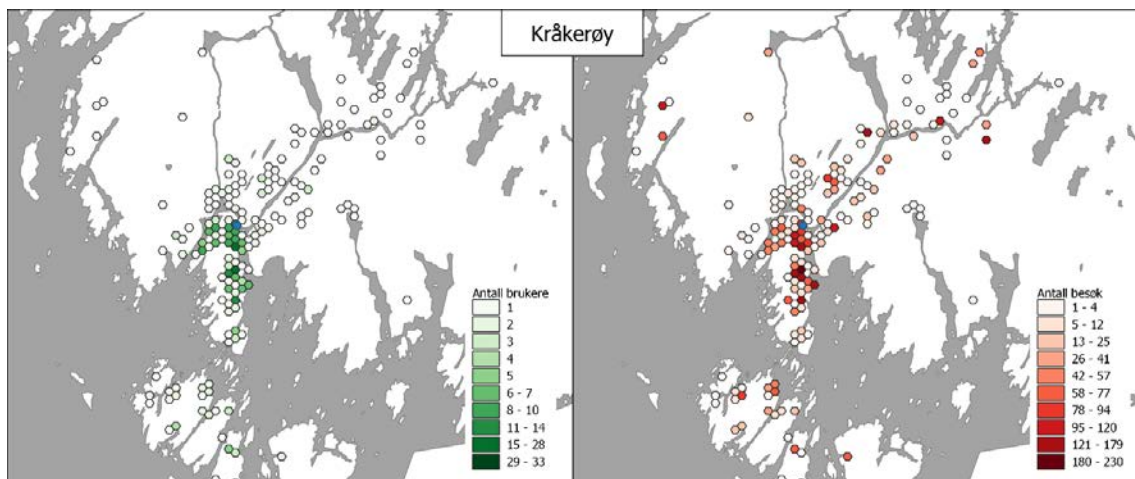 Kråkerøy
Antall brukere
1
2
3
4
5
6 - 7
8 - 10
11 - 14
15 - 28
29 - 33
Antall besøk
1 - 4
5 - 12
13 - 25
26 - 41
42 - 57
58 - 77
78 - 94
95 - 120
121 - 179
180 - 230